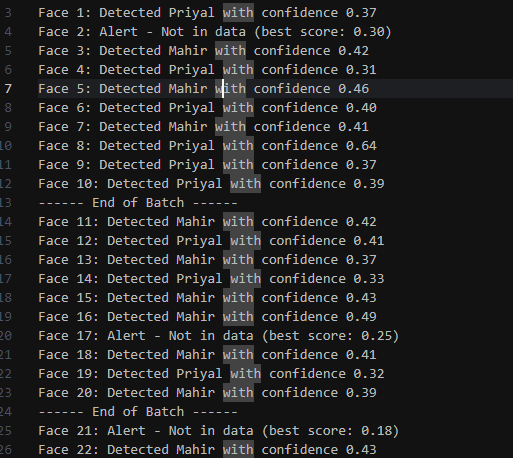 3 Face 1: Detected Priyal with confidence 0.37
4 Face 2: Alert - Not in data (best score: 0.30)
5 Face 3: Detected Mahir with confidence 0.42
6 Face 4: Detected Priyal with confidence 0.31
7 Face 5: Detected Mahir with confidence 0.46
8 Face 6: Detected Priyal with confidence 0.40
9 Face 7: Detected Mahir with confidence 0.41
10 Face 8: Detected Priyal with confidence 0.64
11 Face 9: Detected Priyal with confidence 0.37
12 Face 10: Detected Priyal with confidence 0.39
13 ------ End of Batch ------
14 Face 11: Detected Mahir with confidence 0.42
15 Face 12: Detected Priyal with confidence 0.41
16 Face 13: Detected Mahir with confidence 0.37
17 Face 14: Detected Priyal with confidence 0.33
18 Face 15: Detected Mahir with confidence 0.43
19 Face 16: Detected Mahir with confidence 0.49
20 Face 17: Alert - Not in data (best score: 0.25)
21 Face 18: Detected Mahir with confidence 0.41
22 Face 19: Detected Priyal with confidence 0.32
23 Face 20: Detected Mahir with confidence 0.39
24 ------ End of Batch ------
25 Face 21: Alert - Not in data (best score: 0.18)
26 Face 22: Detected Mahir with confidence 0.43